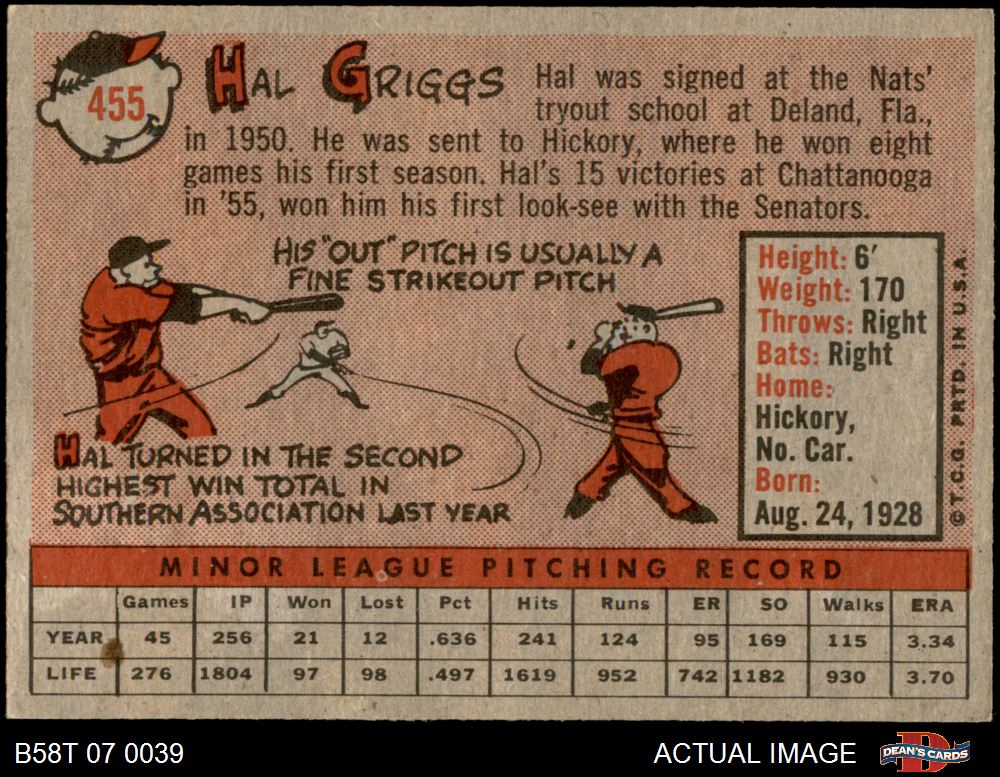 455
HAL GRIGGS
Hal was signed at the Nats'
tryout school at Deland, Fla.,
in 1950. He was sent to Hickory, where he won eight
games his first season. Hal's 15 victories at Chattanooga
in '55, won him his first look-see with the Senators.
HIS "OUT" PITCH IS USUALLY A
FINE STRIKEOUT PITCH
HAL TURNED IN THE SECOND
HIGHEST WIN TOTAL IN
SOUTHERN ASSOCIATION LAST YEAR
Height: 6'
Weight: 170
Throws: Right
Bats: Right
Home:
Hickory,
No. Car.
Born:
Aug. 24, 1928
© T.C.G. PRTD. IN U.S.A.
MINOR LEAGUE PITCHING RECORD
Games IP Won Lost Pct Hits Runs ER SO Walks ERA
YEAR 45 256 21 12 .636 241 124 95 169 115 3.34
LIFE 276 1804 97 98 .497 1619 952 742 1182 930 3.70
B58T 07 0039 ACTUAL IMAGE DEAN'S CARDS